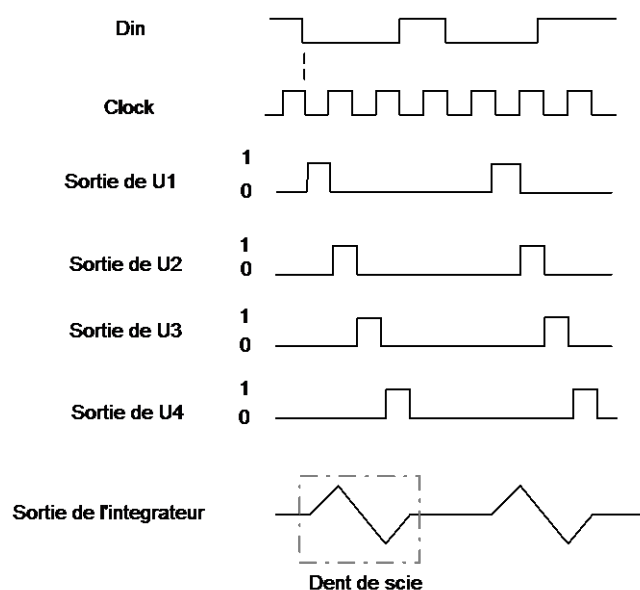 Din
Clock
1
Sortie de U1
0
1
Sortie de U2
0
1
Sortie de U3
0
1
Sortie de U4
0
Sortie de l'integrateur
Dent de scie